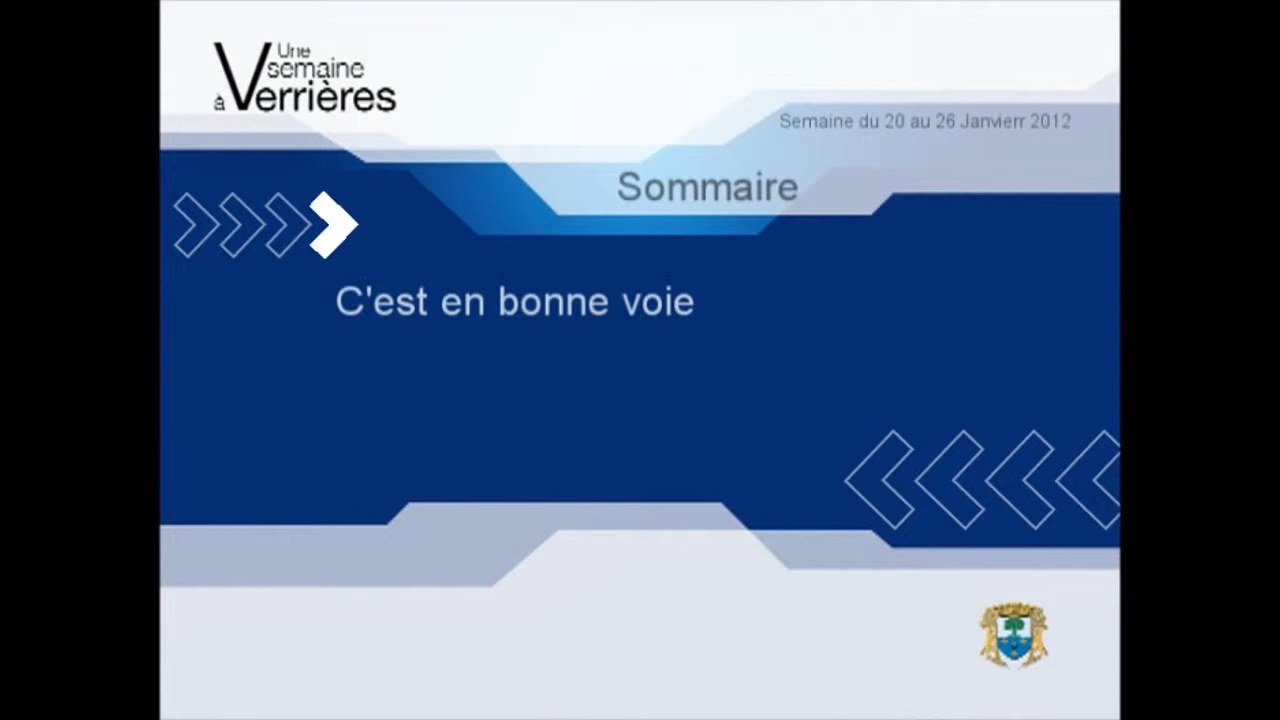 Une
semaine
à Verrières
Semaine du 20 au 26 Janvierr 2012
Sommaire
C'est en bonne voie